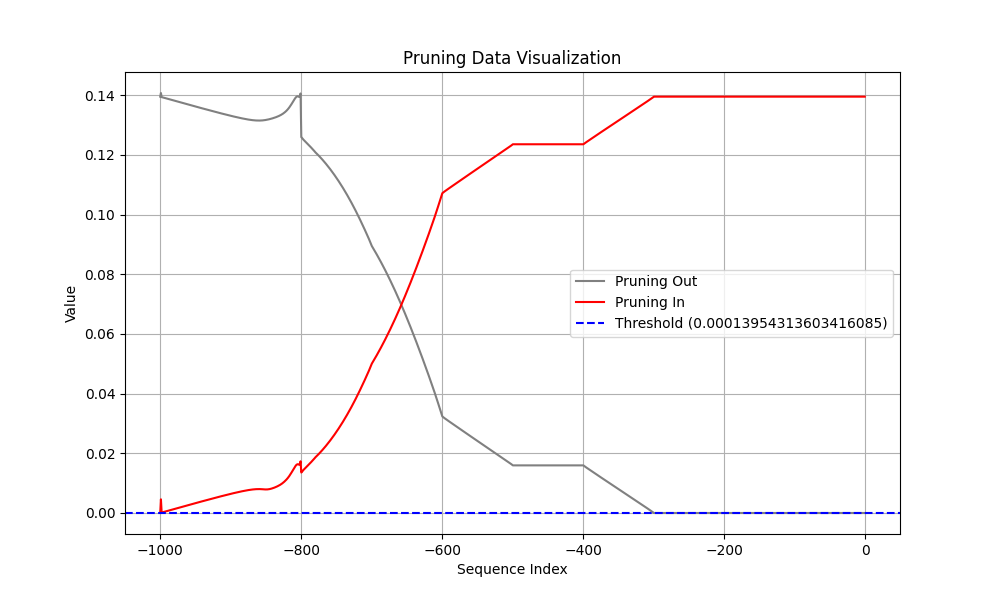 Pruning Data Visualization
0.14
0.12
0.10
0.08
0.06
0.04
0.02
0.00
Value
Pruning Out
Pruning In
Threshold (0.00013954313603416085)
−1000
−800
−600
−400
−200
0
Sequence Index